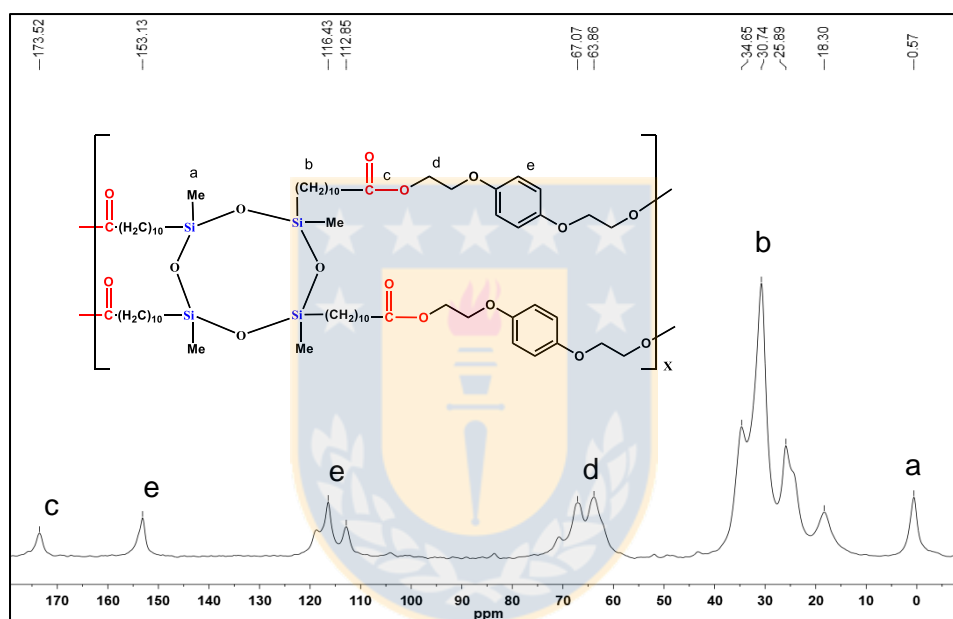 173.52 153.13 116.43 112.85 67.07 63.86 34.65 30.74 25.89 18.30 0.57
O
a b c d e
Me (CH₂)₁₀ C O O
O Si O Si Me O O
C (H₂C)₁₀
O O
O Si O Si (CH₂)₁₀ C O O
C (H₂C)₁₀ Me O Me O O
x
b
c e e d a
170 160 150 140 130 120 110 100 90 80 70 60 50 40 30 20 10 0
ppm